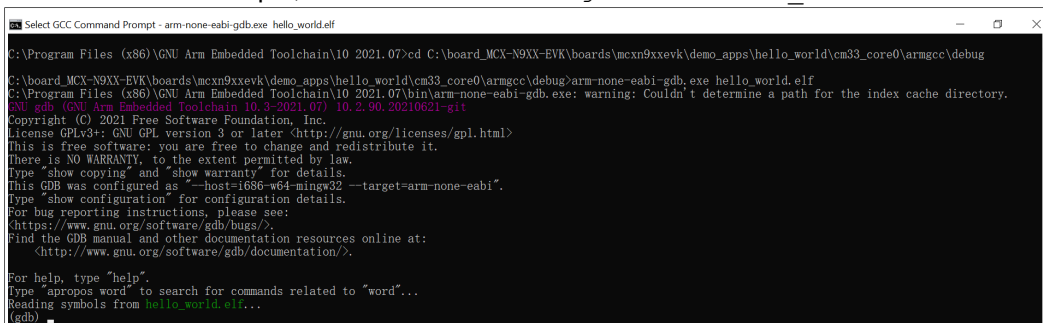 Select GCC Command Prompt - arm-none-eabi-gdb.exe hello_world.elf
C:\Program Files (x86)\GNU Arm Embedded Toolchain\10 2021.07>cd C:\board_MCX-N9XX-EVK\boards\mcxn9xxevk\demo_apps\hello_world\cm33_core0\armgcc\debug
C:\board_MCX-N9XX-EVK\boards\mcxn9xxevk\demo_apps\hello_world\cm33_core0\armgcc\debug>arm-none-eabi-gdb.exe hello_world.elf
C:\Program Files (x86)\GNU Arm Embedded Toolchain\10 2021.07\bin\arm-none-eabi-gdb.exe: warning: Couldn't determine a path for the index cache directory.
GNU gdb (GNU Arm Embedded Toolchain 10.3-2021.07) 10.2.90.20210621-git
Copyright (C) 2021 Free Software Foundation, Inc.
License GPLv3+: GNU GPL version 3 or later <http://gnu.org/licenses/gpl.html>
This is free software: you are free to change and redistribute it.
There is NO WARRANTY, to the extent permitted by law.
Type "show copying" and "show warranty" for details.
This GDB was configured as "--host=i686-w64-mingw32 --target=arm-none-eabi".
Type "show configuration" for configuration details.
For bug reporting instructions, please see:
<https://www.gnu.org/software/gdb/bugs/>.
Find the GDB manual and other documentation resources online at:
    <http://www.gnu.org/software/gdb/documentation/>.
For help, type "help".
Type "apropos word" to search for commands related to "word"...
Reading symbols from hello_world.elf...
(gdb)